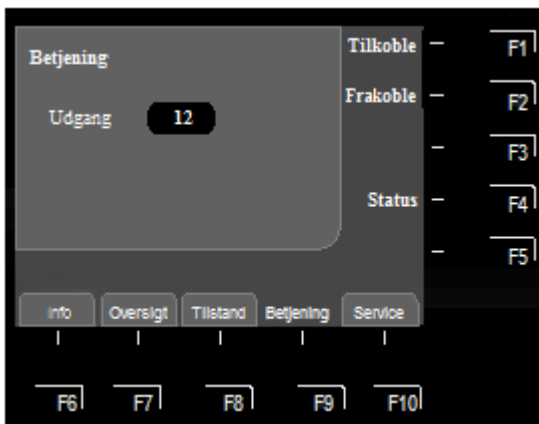 Betjening
Udgang 12
Tilkoble F1
Frakoble F2
F3
Status F4
F5
Info Oversigt Tilstand Betjening Service
F6 F7 F8 F9 F10